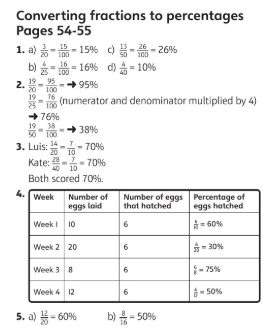 Converting fractions to percentages
Pages 54-55
1. a) 3/20 = 15/100 = 15% c) 13/50 = 26/100 = 26%
b) 4/25 = 16/100 = 16% d) 4/40 = 10%
2. 19/20 = 95/100 = → 95%
19/25 = 76/100 (numerator and denominator multiplied by 4)
→ 76%
19/50 = 38/100 = → 38%
3. Luis: 14/20 = 7/10 = 70%
Kate: 28/40 = 7/10 = 70%
Both scored 70%.
4. Week Number of eggs laid Number of eggs that hatched Percentage of eggs hatched
Week 1 10 6 6/10 = 60%
Week 2 20 6 6/20 = 30%
Week 3 8 6 6/8 = 75%
Week 4 12 6 6/12 = 50%
5. a) 12/20 = 60% b) 8/16 = 50%